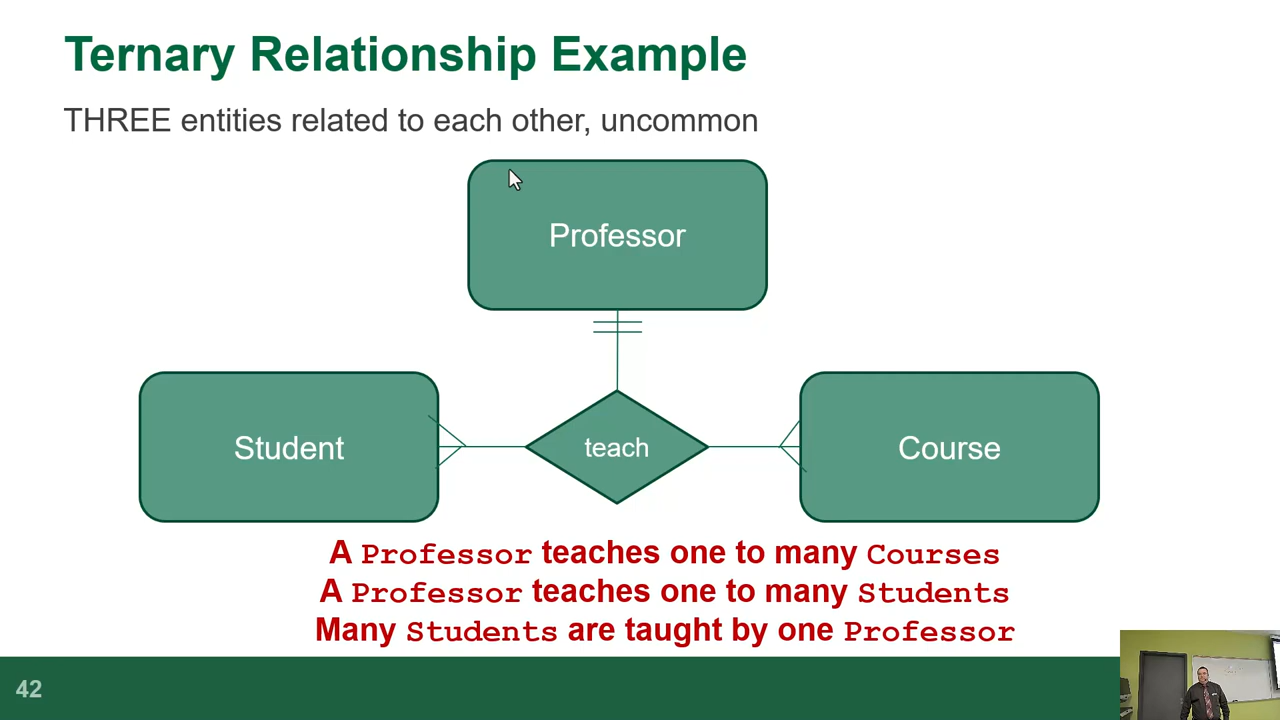 Ternary Relationship Example
THREE entities related to each other, uncommon
Professor
Student
teach
Course
A Professor teaches one to many Courses
A Professor teaches one to many Students
Many Students are taught by one Professor
42